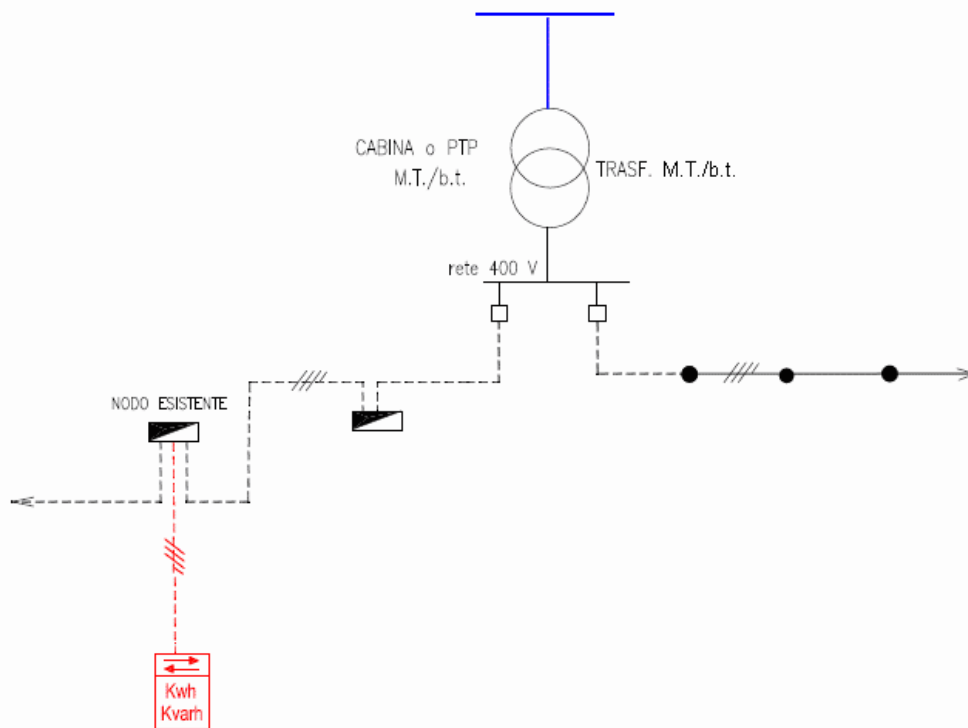 CABINA o PTP
M.T./b.t.
TRASF. M.T./b.t.
rete 400 V
NODO ESISTENTE
Kwh
Kvarh